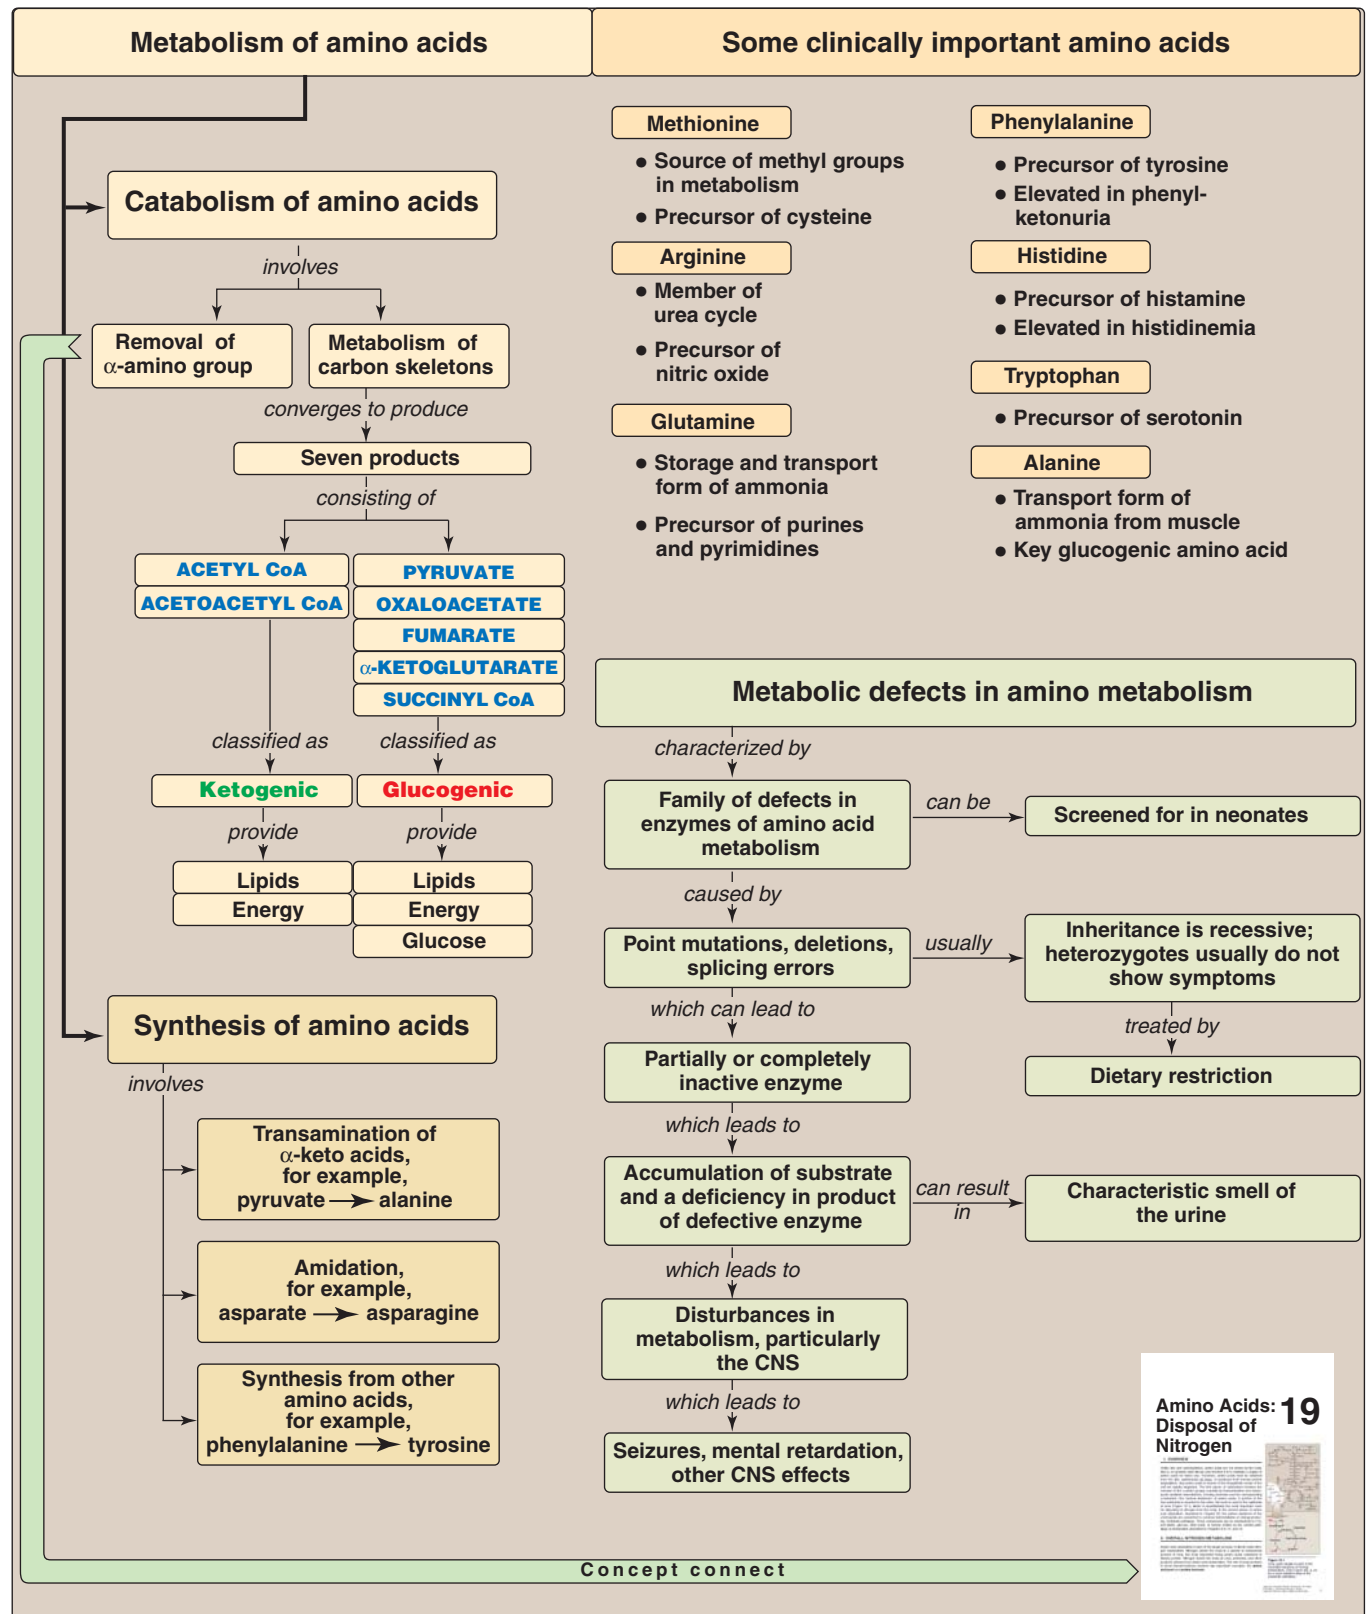 Metabolism of amino acids
Some clinically important amino acids
Catabolism of amino acids
involves
Removal of
α-amino group
Metabolism of
carbon skeletons
converges to produce
Seven products
consisting of
ACETYL CoA
ACETOACETYL CoA
PYRUVATE
OXALOACETATE
FUMARATE
α-KETOGLUTARATE
SUCCINYL CoA
classified as
classified as
Ketogenic
Glucogenic
provide
provide
Lipids
Energy
Lipids
Energy
Glucose
Synthesis of amino acids
involves
Transamination of
α-keto acids,
for example,
pyruvate → alanine
Amidation,
for example,
asparate → asparagine
Synthesis from other
amino acids,
for example,
phenylalanine → tyrosine
Methionine
● Source of methyl groups
in metabolism
● Precursor of cysteine
Arginine
● Member of
urea cycle
● Precursor of
nitric oxide
Glutamine
● Storage and transport
form of ammonia
● Precursor of purines
and pyrimidines
Phenylalanine
● Precursor of tyrosine
● Elevated in phenyl-
ketonuria
Histidine
● Precursor of histamine
● Elevated in histidinemia
Tryptophan
● Precursor of serotonin
Alanine
● Transport form of
ammonia from muscle
● Key glucogenic amino acid
Metabolic defects in amino metabolism
characterized by
Family of defects in
enzymes of amino acid
metabolism
can be
Screened for in neonates
caused by
Point mutations, deletions,
splicing errors
usually
Inheritance is recessive;
heterozygotes usually do not
show symptoms
treated by
Dietary restriction
which can lead to
Partially or completely
inactive enzyme
which leads to
Accumulation of substrate
and a deficiency in product
of defective enzyme
can result
in
Characteristic smell of
the urine
which leads to
Disturbances in
metabolism, particularly
the CNS
which leads to
Seizures, mental retardation,
other CNS effects
Amino Acids: 19
Disposal of
Nitrogen
Concept connect